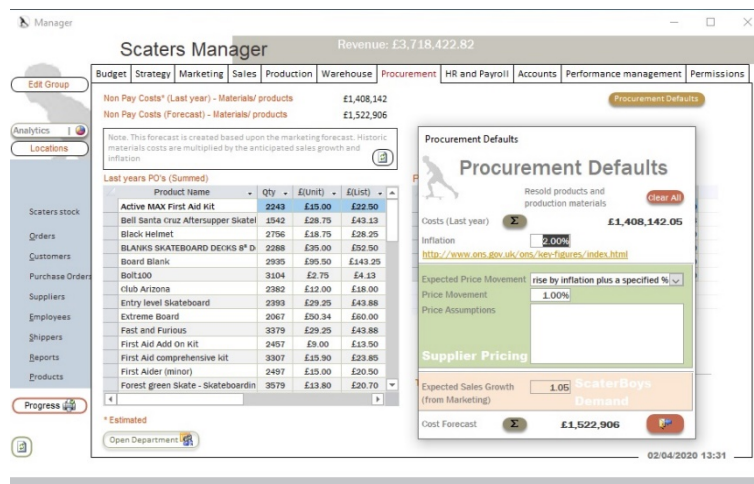 Manager
Scaters Manager
Revenue: £3,718,422.82
Edit Group
Budget Strategy Marketing Sales Production Warehouse Procurement HR and Payroll Accounts Performance management Permissions
Non Pay Costs* (Last year) - Materials/ products £1,408,142
Non Pay Costs (Forecast) - Materials/ products £1,522,906
Procurement Defaults
Analytics
Locations
Note. This forecast is created based upon the marketing forecast. Historic
materials costs are multiplied by the anticipated sales growth and
inflation
Last years PO's (Summed)
Product Name Qty £(Unit) £(List)
Active MAX First Aid Kit 2243 £15.00 £22.50
Bell Santa Cruz Aftersupper Skatel 1542 £28.75 £43.13
Black Helmet 2756 £18.75 £28.25
BLANKS SKATEBOARD DECKS 8" D 2288 £35.00 £52.50
Board Blank 2935 £95.50 £143.25
Bolt100 3104 £2.75 £4.13
Club Arizona 2382 £12.00 £18.00
Entry level Skateboard 2393 £29.25 £43.88
Extreme Board 2067 £50.34 £60.00
Fast and Furious 3379 £29.25 £43.88
First Aid Add On Kit 2457 £9.00 £13.50
First Aid comprehensive kit 3307 £15.90 £23.85
First Aider (minor) 2497 £15.00 £20.50
Forest green Skate - Skateboardin 3579 £13.80 £20.70
* Estimated
Open Department
Scaters stock
Orders
Customers
Purchase Orders
Suppliers
Employees
Shippers
Reports
Products
Progress
Procurement Defaults
Procurement Defaults
Resold products and
production materials
Clear All
Costs (Last year) Σ £1,408,142.05
Inflation 2.00%
http://www.ons.gov.uk/ons/key-figures/index.html
Expected Price Movement rise by inflation plus a specified %
Price Movement 1.00%
Price Assumptions
Supplier Pricing
Expected Sales Growth 1.05 ScaterBoys
(from Marketing) Demand
Cost Forecast Σ £1,522,906
02/04/2020 13:31